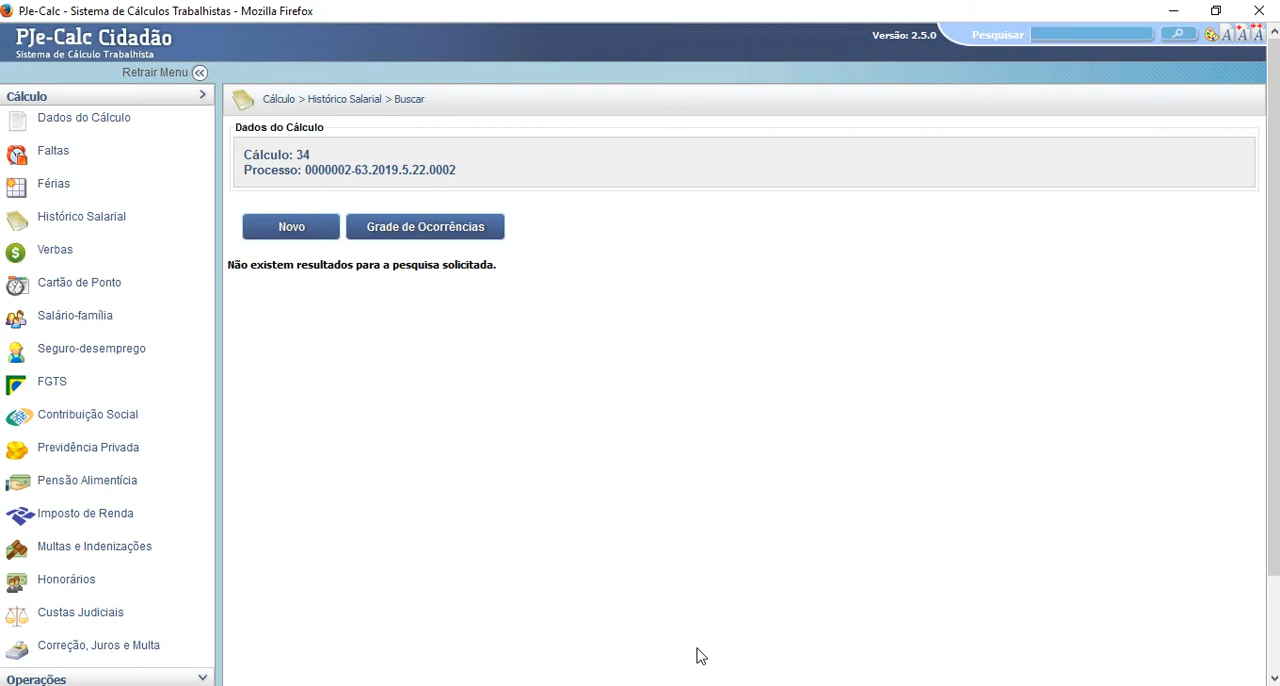 PJe-Calc - Sistema de Cálculos Trabalhistas - Mozilla Firefox
PJe-Calc Cidadão
Sistema de Cálculo Trabalhista
Versão: 2.5.0
Pesquisar
A A A
Retrair Menu
Cálculo
Dados do Cálculo
Faltas
Férias
Histórico Salarial
Verbas
Cartão de Ponto
Salário-família
Seguro-desemprego
FGTS
Contribuição Social
Previdência Privada
Pensão Alimentícia
Imposto de Renda
Multas e Indenizações
Honorários
Custas Judiciais
Correção, Juros e Multa
Operações
Cálculo > Histórico Salarial > Buscar
Dados do Cálculo
Cálculo: 34
Processo: 0000002-63.2019.5.22.0002
Novo
Grade de Ocorrências
Não existem resultados para a pesquisa solicitada.